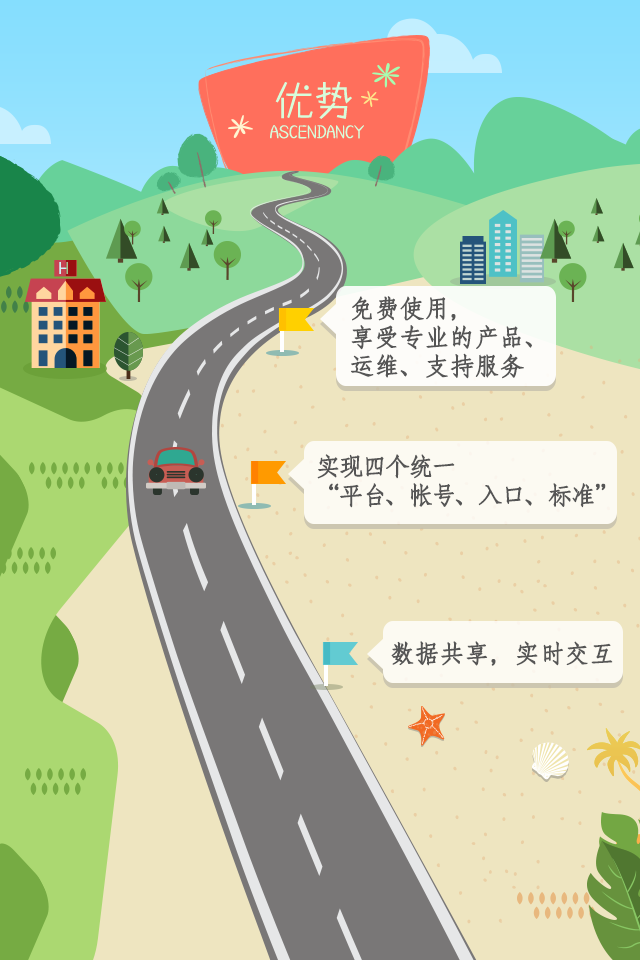 优势
ASCENDANCY
H
免费使用，
享受专业的产品、
运维、支持服务
实现四个统一
“平台、帐号、入口、标准”
数据共享，实时交互